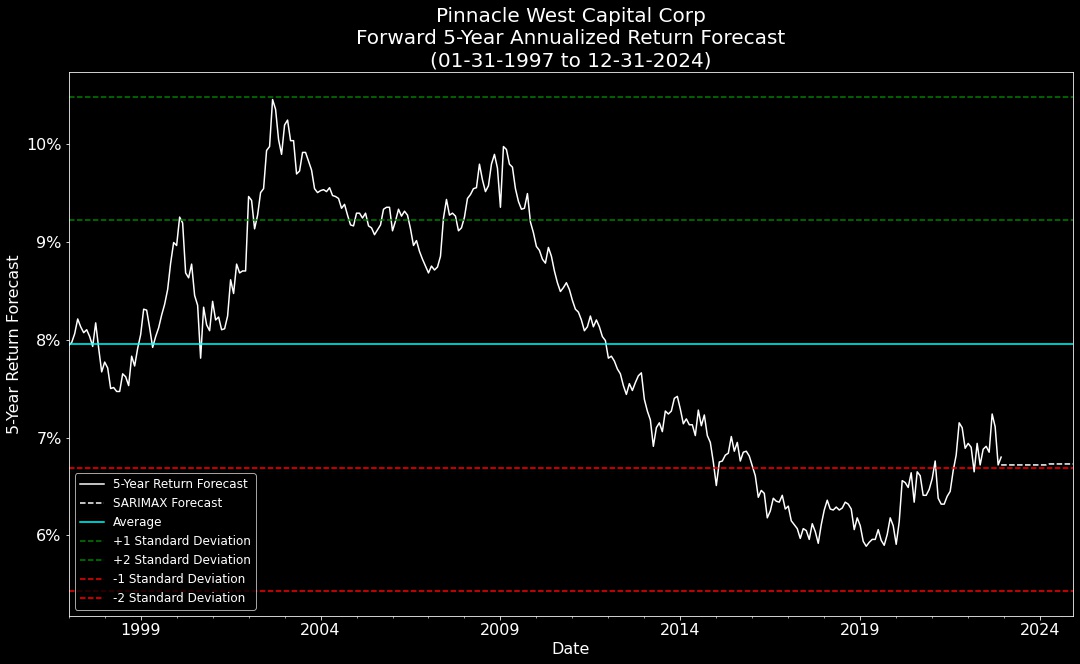 Pinnacle West Capital Corp
Forward 5-Year Annualized Return Forecast
(01-31-1997 to 12-31-2024)
10%
9%
8%
7%
6%
5-Year Return Forecast
5-Year Return Forecast
SARIMAX Forecast
Average
+1 Standard Deviation
+2 Standard Deviation
-1 Standard Deviation
-2 Standard Deviation
1999 2004 2009 2014 2019 2024
Date